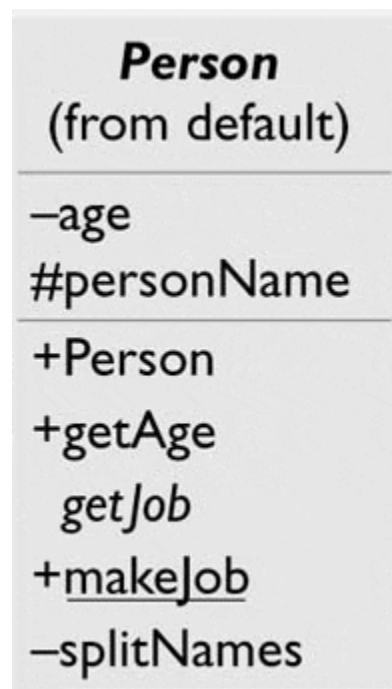 Person
(from default)
–age
#personName
+Person
+getAge
getJob
+makeJob
–splitNames